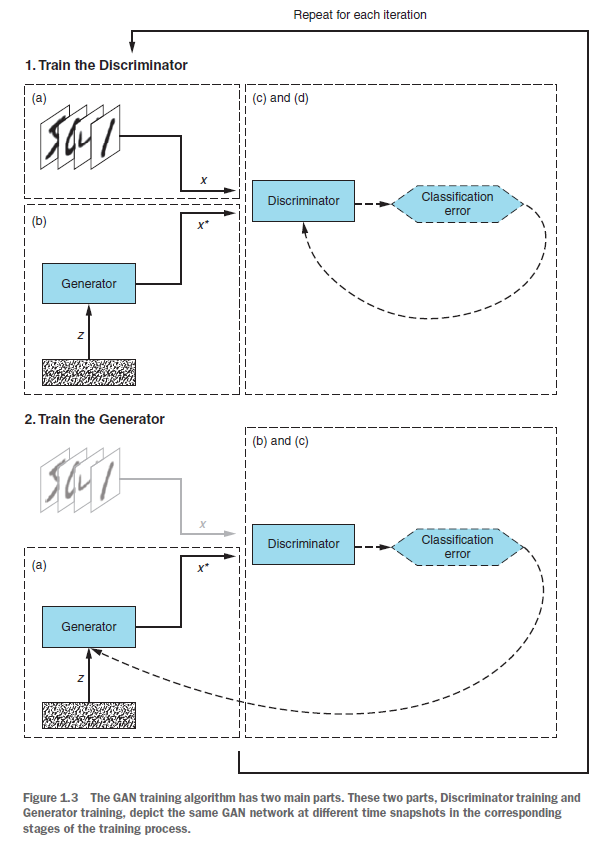 Repeat for each iteration
1. Train the Discriminator
(a)
(c) and (d)
x
Discriminator
Classification
error
(b)
x*
Generator
z
2. Train the Generator
(b) and (c)
x
Discriminator
Classification
error
(a)
x*
Generator
z
Figure 1.3 The GAN training algorithm has two main parts. These two parts, Discriminator training and
Generator training, depict the same GAN network at different time snapshots in the corresponding
stages of the training process.